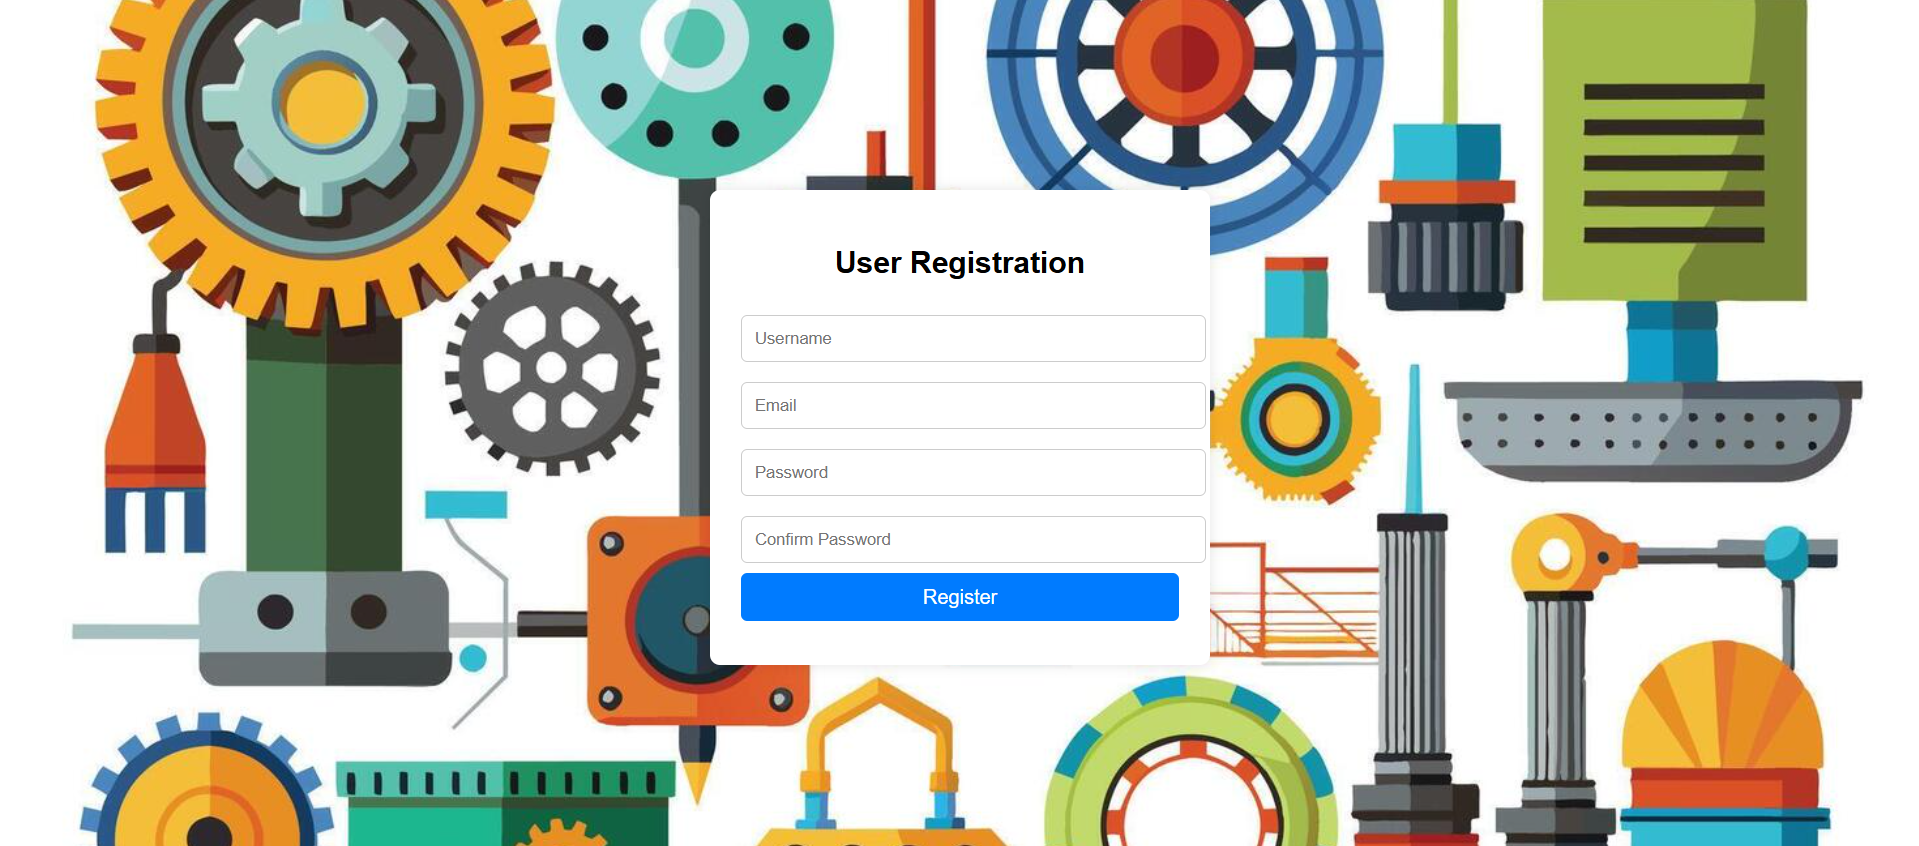 User Registration
Username
Email
Password
Confirm Password
Register